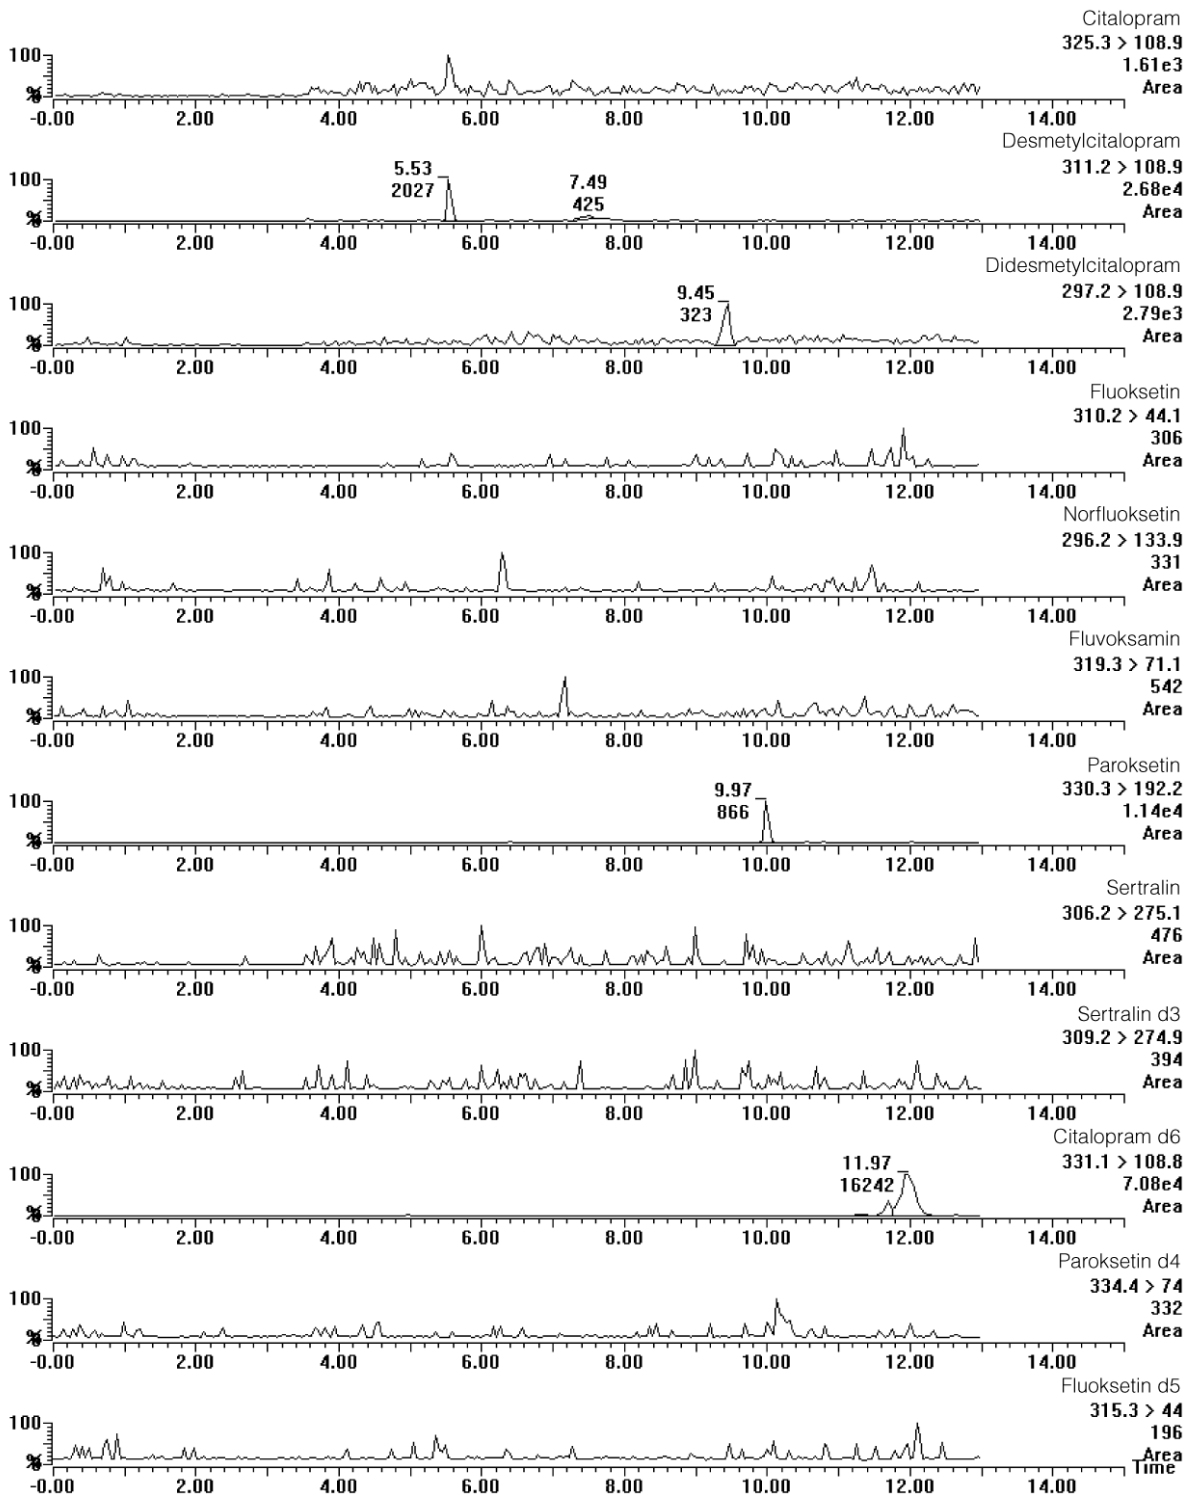 Citalopram
325.3 > 108.9
1.61e3
Area
100
%
-0.00 2.00 4.00 6.00 8.00 10.00 12.00 14.00
Desmetylcitalopram
311.2 > 108.9
2.68e4
Area
100
%
5.53
2027
7.49
425
-0.00 2.00 4.00 6.00 8.00 10.00 12.00 14.00
Didesmetylcitalopram
297.2 > 108.9
2.79e3
Area
100
%
9.45
323
-0.00 2.00 4.00 6.00 8.00 10.00 12.00 14.00
Fluoksetin
310.2 > 44.1
306
Area
100
%
-0.00 2.00 4.00 6.00 8.00 10.00 12.00 14.00
Norfluoksetin
296.2 > 133.9
331
Area
100
%
-0.00 2.00 4.00 6.00 8.00 10.00 12.00 14.00
Fluvoksamin
319.3 > 71.1
542
Area
100
%
-0.00 2.00 4.00 6.00 8.00 10.00 12.00 14.00
Paroksetin
330.3 > 192.2
1.14e4
Area
100
%
9.97
866
-0.00 2.00 4.00 6.00 8.00 10.00 12.00 14.00
Sertralin
306.2 > 275.1
476
Area
100
%
-0.00 2.00 4.00 6.00 8.00 10.00 12.00 14.00
Sertralin d3
309.2 > 274.9
394
Area
100
%
-0.00 2.00 4.00 6.00 8.00 10.00 12.00 14.00
Citalopram d6
331.1 > 108.8
7.08e4
Area
100
%
11.97
16242
-0.00 2.00 4.00 6.00 8.00 10.00 12.00 14.00
Paroksetin d4
334.4 > 74
332
Area
100
%
-0.00 2.00 4.00 6.00 8.00 10.00 12.00 14.00
Fluoksetin d5
315.3 > 44
196
Area
100
%
Time
-0.00 2.00 4.00 6.00 8.00 10.00 12.00 14.00